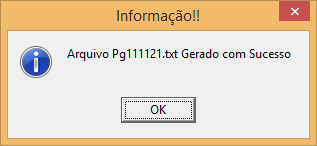 Informação!!
Arquivo Pg111121.txt Gerado com Sucesso
OK